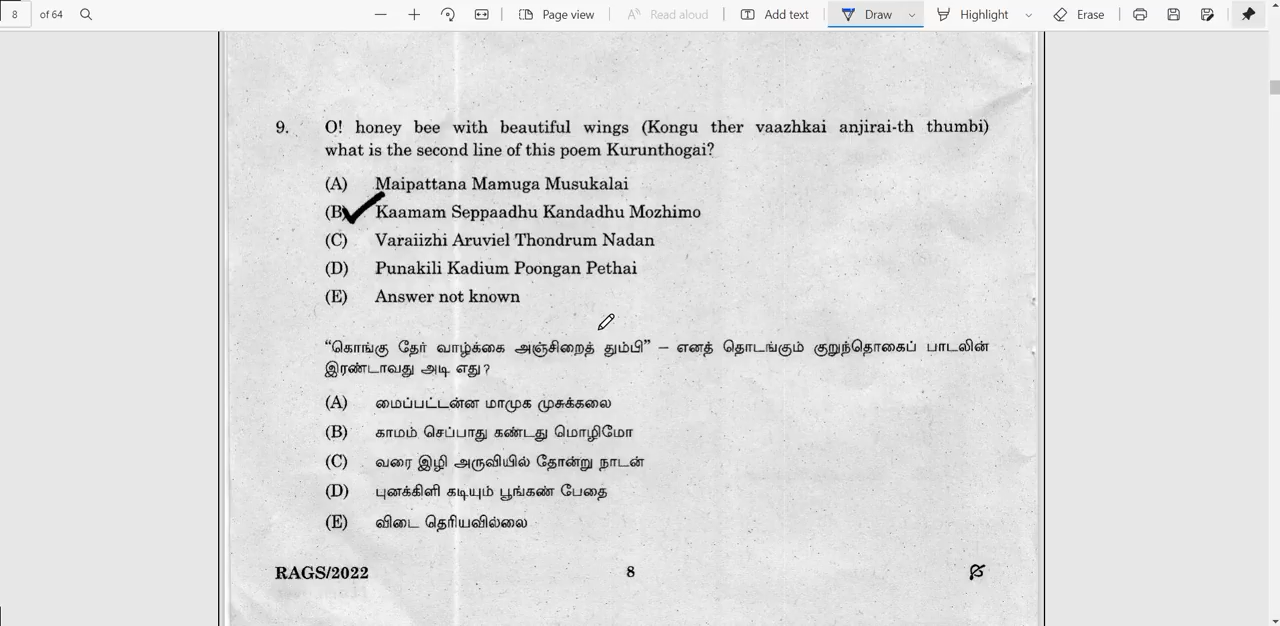 8 of 64 Page view Read aloud Add text Draw Highlight Erase
9. O! honey bee with beautiful wings (Kongu ther vaazhkai anjirai-th thumbi)
what is the second line of this poem Kurunthogai?
(A) Maipattana Mamuga Musukalai
(B) Kaamam Seppaadhu Kandadhu Mozhimo
(C) Varaiizhi Aruviel Thondrum Nadan
(D) Punakili Kadium Poongan Pethai
(E) Answer not known
“கொங்கு தேர் வாழ்க்கை அஞ்சிறைத் தும்பி” – எனத் தொடங்கும் குறுந்தொகைப் பாடலின்
இரண்டாவது அடி எது?
(A) மைப்பட்டன்ன மாமுக முசுக்கலை
(B) காமம் செப்பாது கண்டது மொழிமோ
(C) வரை இழி அருவியில் தோன்று நாடன்
(D) புனக்கிளி கடியும் பூங்கண் பேதை
(E) விடை தெரியவில்லை
RAGS/2022 8